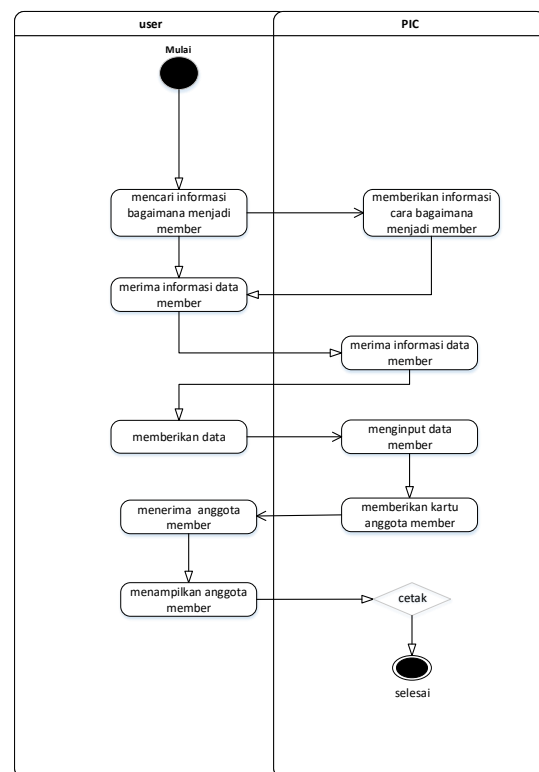 user
PIC
Mulai
mencari informasi
bagaimana menjadi
member
memberikan informasi
cara bagaimana
menjadi member
merima informasi data
member
merima informasi data
member
memberikan data
menginput data
member
menerima  anggota
member
memberikan kartu
anggota member
menampilkan anggota
member
cetak
selesai